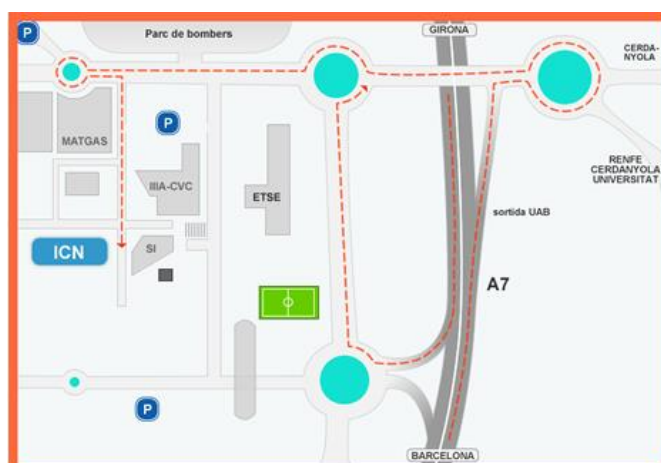 P
Parc de bombers
GIRONA
CERDA-
NYOLA
MATGAS
P
IIIA-CVC
ETSE
RENFE
CERDANYOLA
UNIVERSITAT
sortida UAB
ICN
SI
A7
P
BARCELONA